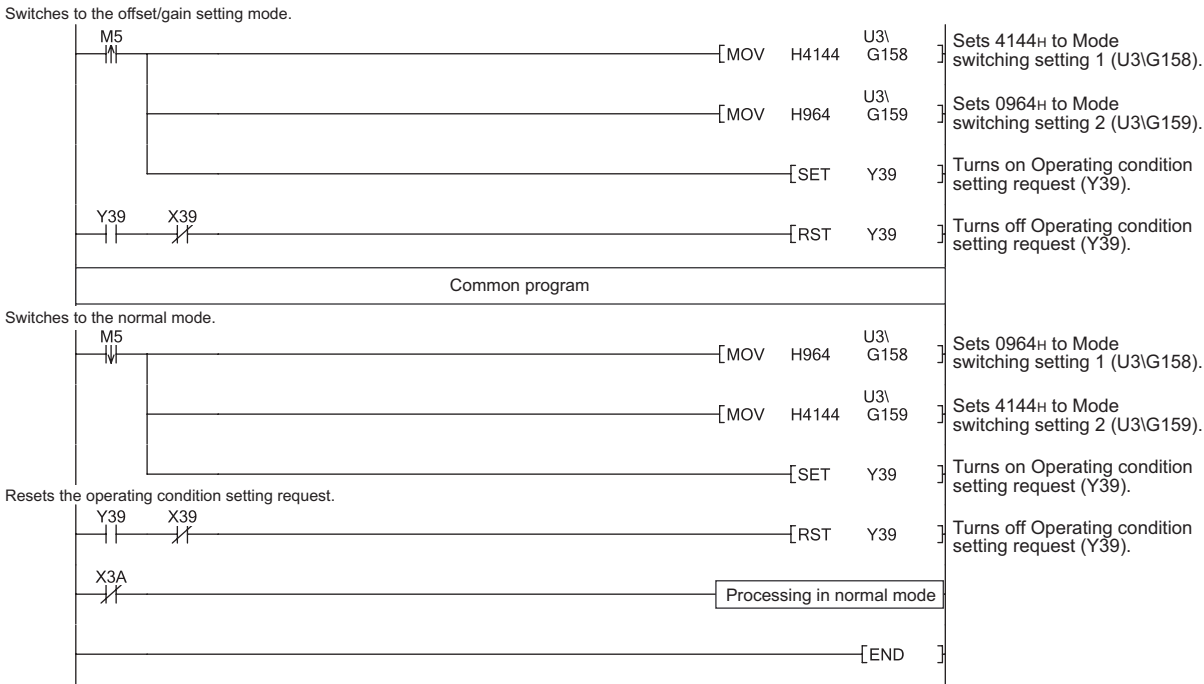 Switches to the offset/gain setting mode.
M5
U3\
[MOV H4144 G158 ]
Sets 4144H to Mode
switching setting 1 (U3\G158).
U3\
[MOV H964 G159 ]
Sets 0964H to Mode
switching setting 2 (U3\G159).
[SET Y39 ]
Turns on Operating condition
setting request (Y39).
Y39 X39
[RST Y39 ]
Turns off Operating condition
setting request (Y39).
Common program
Switches to the normal mode.
M5
U3\
[MOV H964 G158 ]
Sets 0964H to Mode
switching setting 1 (U3\G158).
U3\
[MOV H4144 G159 ]
Sets 4144H to Mode
switching setting 2 (U3\G159).
[SET Y39 ]
Turns on Operating condition
setting request (Y39).
Resets the operating condition setting request.
Y39 X39
[RST Y39 ]
Turns off Operating condition
setting request (Y39).
X3A
Processing in normal mode
[END ]